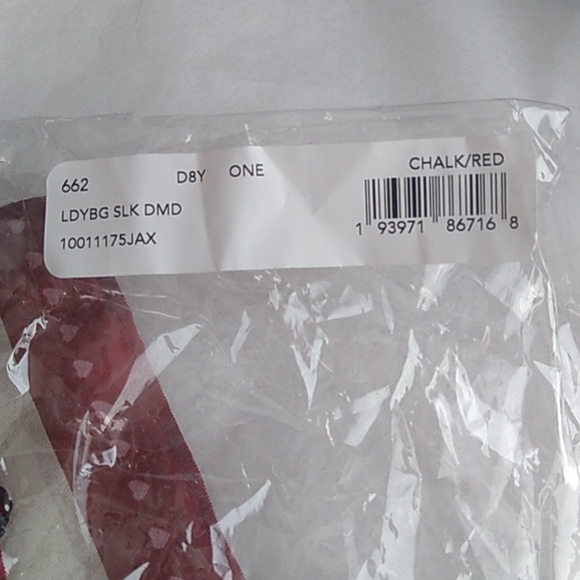 662 D8Y ONE CHALK/RED
LDYBG SLK DMD
10011175JAX
1 93971 86716 8